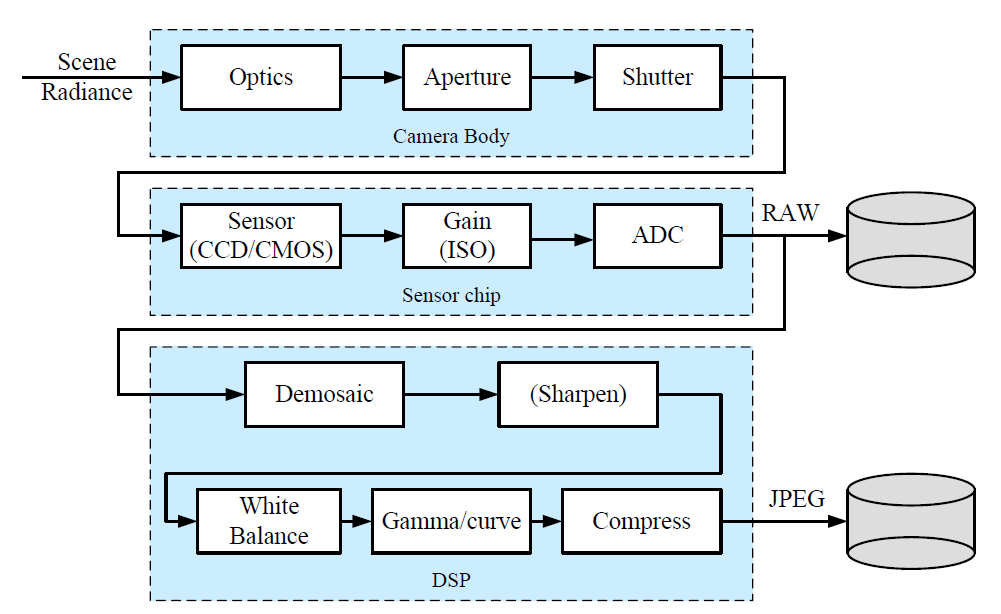 Scene
Radiance
Optics
Aperture
Shutter
Camera Body
Sensor
(CCD/CMOS)
Gain
(ISO)
ADC
RAW
Sensor chip
Demosaic
(Sharpen)
White
Balance
Gamma/curve
Compress
JPEG
DSP